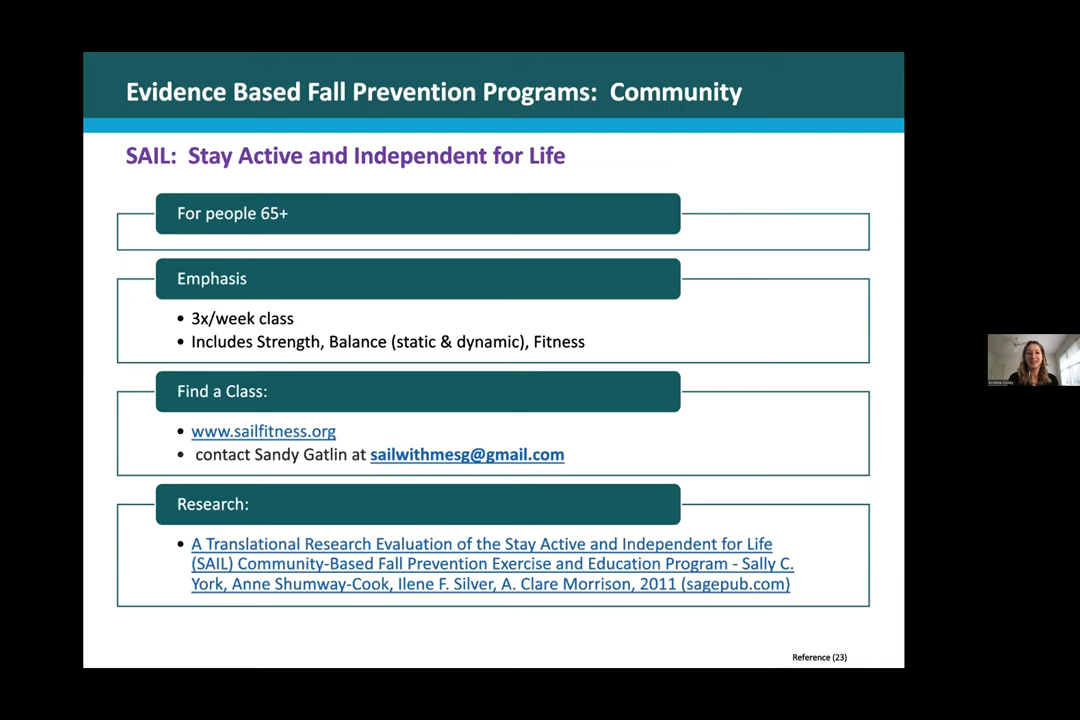 Evidence Based Fall Prevention Programs:  Community
SAIL:  Stay Active and Independent for Life
For people 65+
Emphasis
• 3x/week class
• Includes Strength, Balance (static & dynamic), Fitness
Find a Class:
• www.sailfitness.org
• contact Sandy Gatlin at sailwithmesg@gmail.com
Research:
• A Translational Research Evaluation of the Stay Active and Independent for Life
(SAIL) Community-Based Fall Prevention Exercise and Education Program - Sally C.
York, Anne Shumway-Cook, Ilene F. Silver, A. Clare Morrison, 2011 (sagepub.com)
Reference (23)